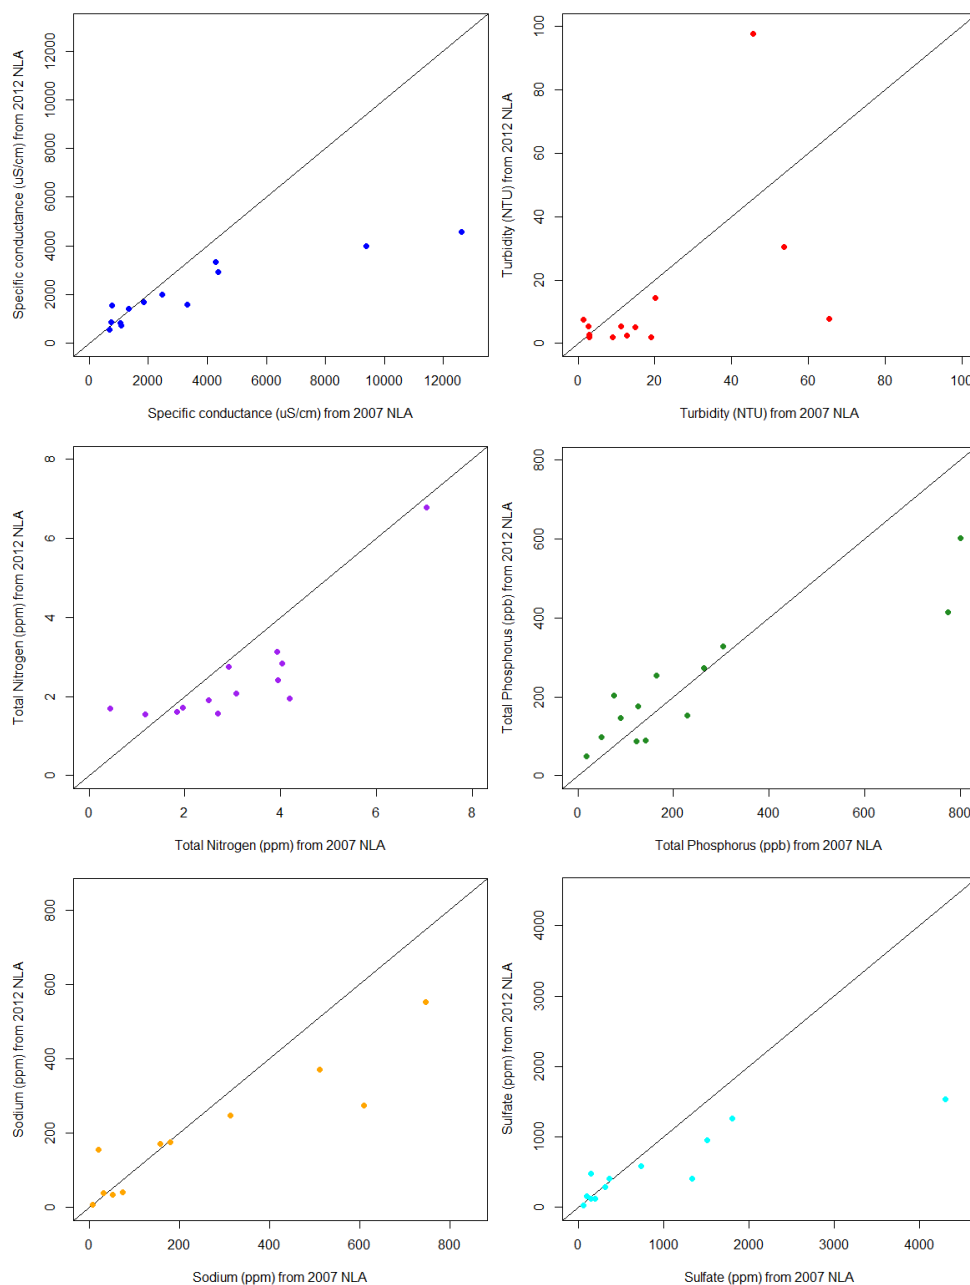 Specific conductance (uS/cm) from 2012 NLA
0 2000 4000 6000 8000 10000 12000
0 2000 4000 6000 8000 10000 12000
Specific conductance (uS/cm) from 2007 NLA
Turbidity (NTU) from 2012 NLA
0 20 40 60 80 100
0 20 40 60 80 100
Turbidity (NTU) from 2007 NLA
Total Nitrogen (ppm) from 2012 NLA
0 2 4 6 8
0 2 4 6 8
Total Nitrogen (ppm) from 2007 NLA
Total Phosphorus (ppb) from 2012 NLA
0 200 400 600 800
0 200 400 600 800
Total Phosphorus (ppb) from 2007 NLA
Sodium (ppm) from 2012 NLA
0 200 400 600 800
0 200 400 600 800
Sodium (ppm) from 2007 NLA
Sulfate (ppm) from 2012 NLA
0 1000 2000 3000 4000
0 1000 2000 3000 4000
Sulfate (ppm) from 2007 NLA